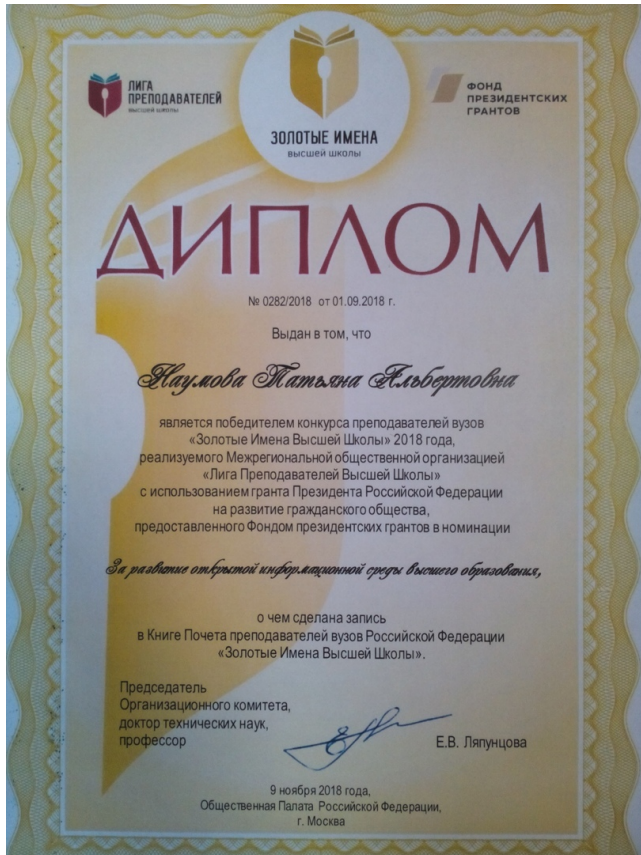 ЛИГА
ПРЕПОДАВАТЕЛЕЙ
ВЫСШЕЙ ШКОЛЫ
ЗОЛОТЫЕ ИМЕНА
ВЫСШЕЙ ШКОЛЫ
ФОНД
ПРЕЗИДЕНТСКИХ
ГРАНТОВ
ДИПЛОМ
№ 0282/2018 от 01.09.2018 г.
Выдан в том, что
Наумова Татьяна Альбертовна
является победителем конкурса преподавателей вузов
«Золотые Имена Высшей Школы» 2018 года,
реализуемого Межрегиональной общественной организацией
«Лига Преподавателей Высшей Школы»
с использованием гранта Президента Российской Федерации
на развитие гражданского общества,
предоставленного Фондом президентских грантов в номинации
За развитие открытой информационной среды высшего образования,
о чем сделана запись
в Книге Почета преподавателей вузов Российской Федерации
«Золотые Имена Высшей Школы».
Председатель
Организационного комитета,
доктор технических наук,
профессор
Е.В. Ляпунцова
9 ноября 2018 года,
Общественная Палата Российской Федерации,
г. Москва